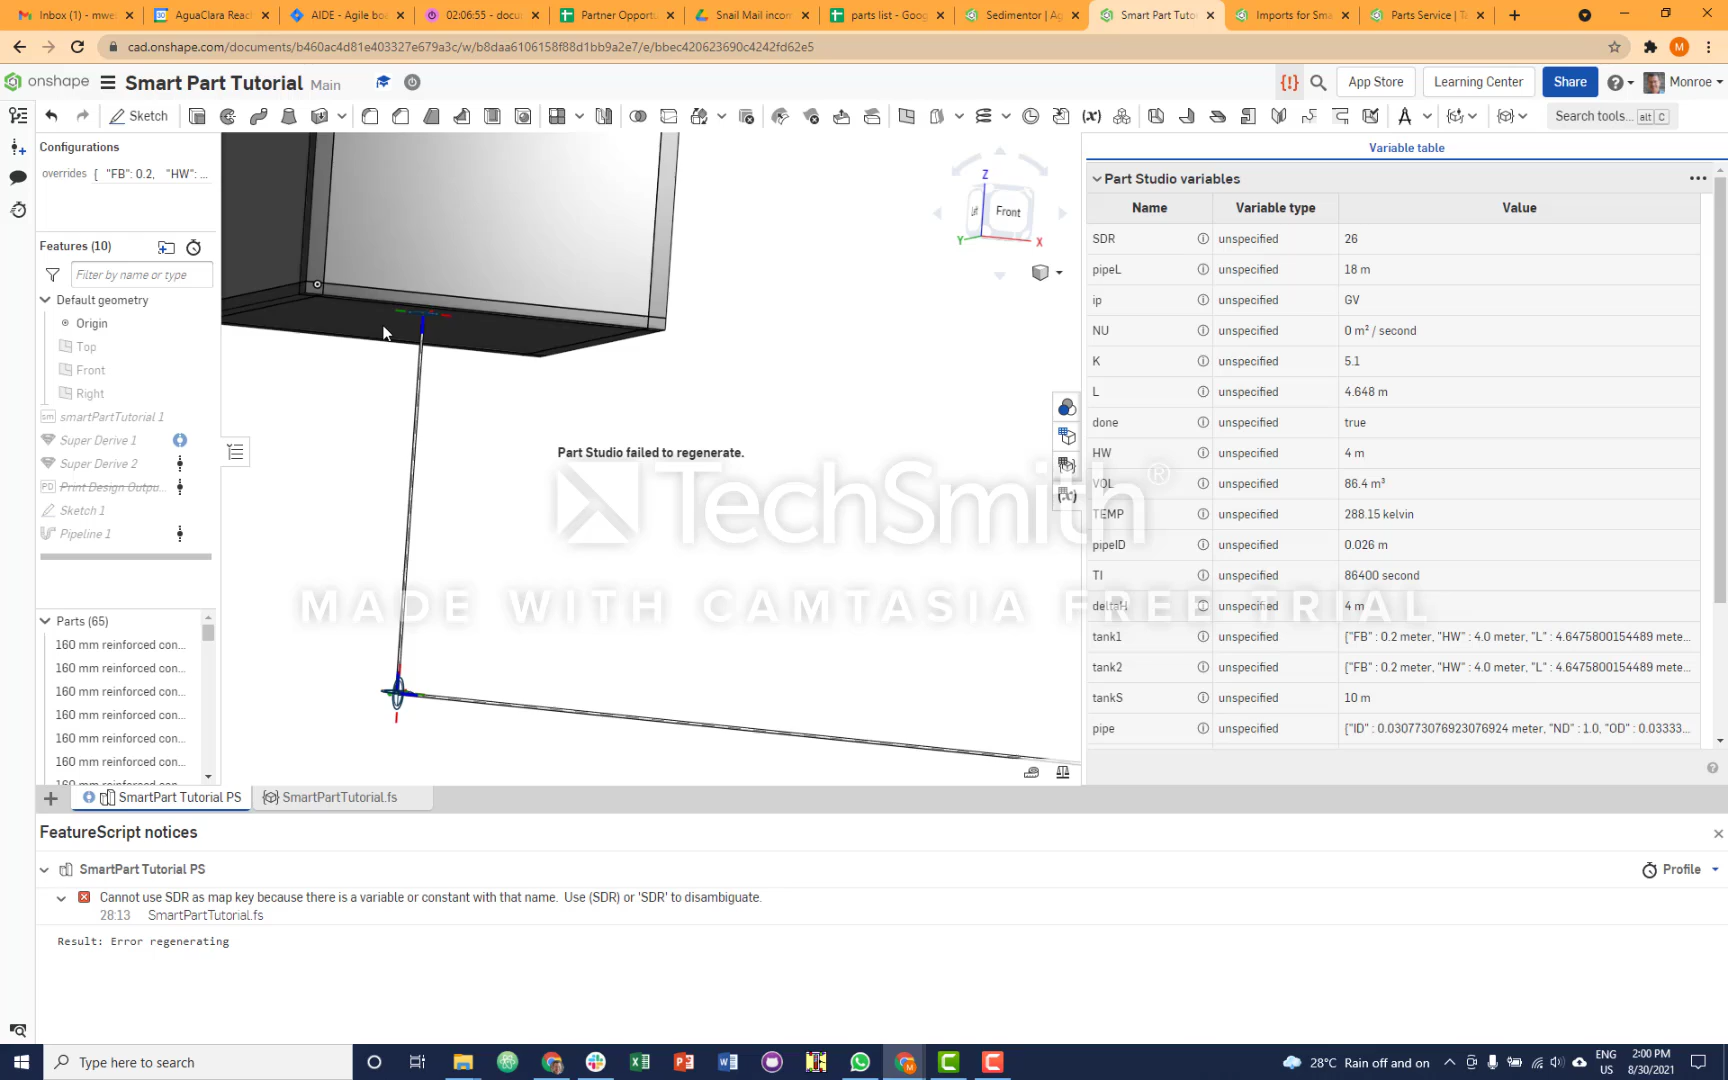 Inbox (1) - mwe
AguaClara Reac
AIDE - Agile boa
02:06:55 - docu
Partner Opportu
Snail Mail incom
parts list - Goog
Sedimentor | Ag
Smart Part Tuto
Imports for Sma
Parts Service | Ta
cad.onshape.com/documents/b460ac4d81e403327e679a3c/w/b8daa6106158f88d1bb9a2e7/e/bbec420623690c4242fd62e5
M
onshape
Smart Part Tutorial Main
App Store
Learning Center
Share
Monroe
Sketch
Search tools... alt C
Configurations
overrides { "FB": 0.2, "HW": ...
Features (10)
Filter by name or type
Default geometry
Origin
Top
Front
Right
smartPartTutorial 1
Super Derive 1
Super Derive 2
Print Design Outpu...
Sketch 1
Pipeline 1
Parts (65)
160 mm reinforced con...
160 mm reinforced con...
160 mm reinforced con...
160 mm reinforced con...
160 mm reinforced con...
160 mm reinforced con...
160 mm reinforced con...
Z
Left Front
Y X
Part Studio failed to regenerate.
TechSmith®
MADE WITH CAMTASIA FREE TRIAL
Variable table
Part Studio variables
Name Variable type Value
SDR unspecified 26
pipeL unspecified 18 m
ip unspecified GV
NU unspecified 0 m² / second
K unspecified 5.1
L unspecified 4.648 m
done unspecified true
HW unspecified 4 m
VOL unspecified 86.4 m³
TEMP unspecified 288.15 kelvin
pipeID unspecified 0.026 m
TI unspecified 86400 second
deltaH unspecified 4 m
tank1 unspecified {"FB" : 0.2 meter, "HW" : 4.0 meter, "L" : 4.6475800154489 mete...
tank2 unspecified {"FB" : 0.2 meter, "HW" : 4.0 meter, "L" : 4.6475800154489 mete...
tankS unspecified 10 m
pipe unspecified {"ID" : 0.030773076923076924 meter, "ND" : 1.0, "OD" : 0.03333...
SmartPart Tutorial PS
SmartPartTutorial.fs
FeatureScript notices
SmartPart Tutorial PS
Profile
Cannot use SDR as map key because there is a variable or constant with that name. Use (SDR) or 'SDR' to disambiguate.
28:13 SmartPartTutorial.fs
Result: Error regenerating
Type here to search
28°C Rain off and on
ENG
US
2:00 PM
8/30/2021